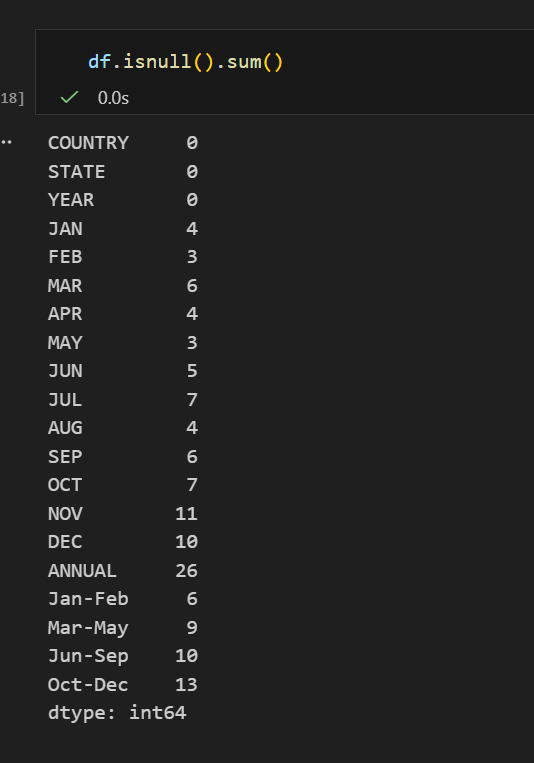 df.isnull().sum()
18]
0.0s
COUNTRY 0
STATE 0
YEAR 0
JAN 4
FEB 3
MAR 6
APR 4
MAY 3
JUN 5
JUL 7
AUG 4
SEP 6
OCT 7
NOV 11
DEC 10
ANNUAL 26
Jan-Feb 6
Mar-May 9
Jun-Sep 10
Oct-Dec 13
dtype: int64